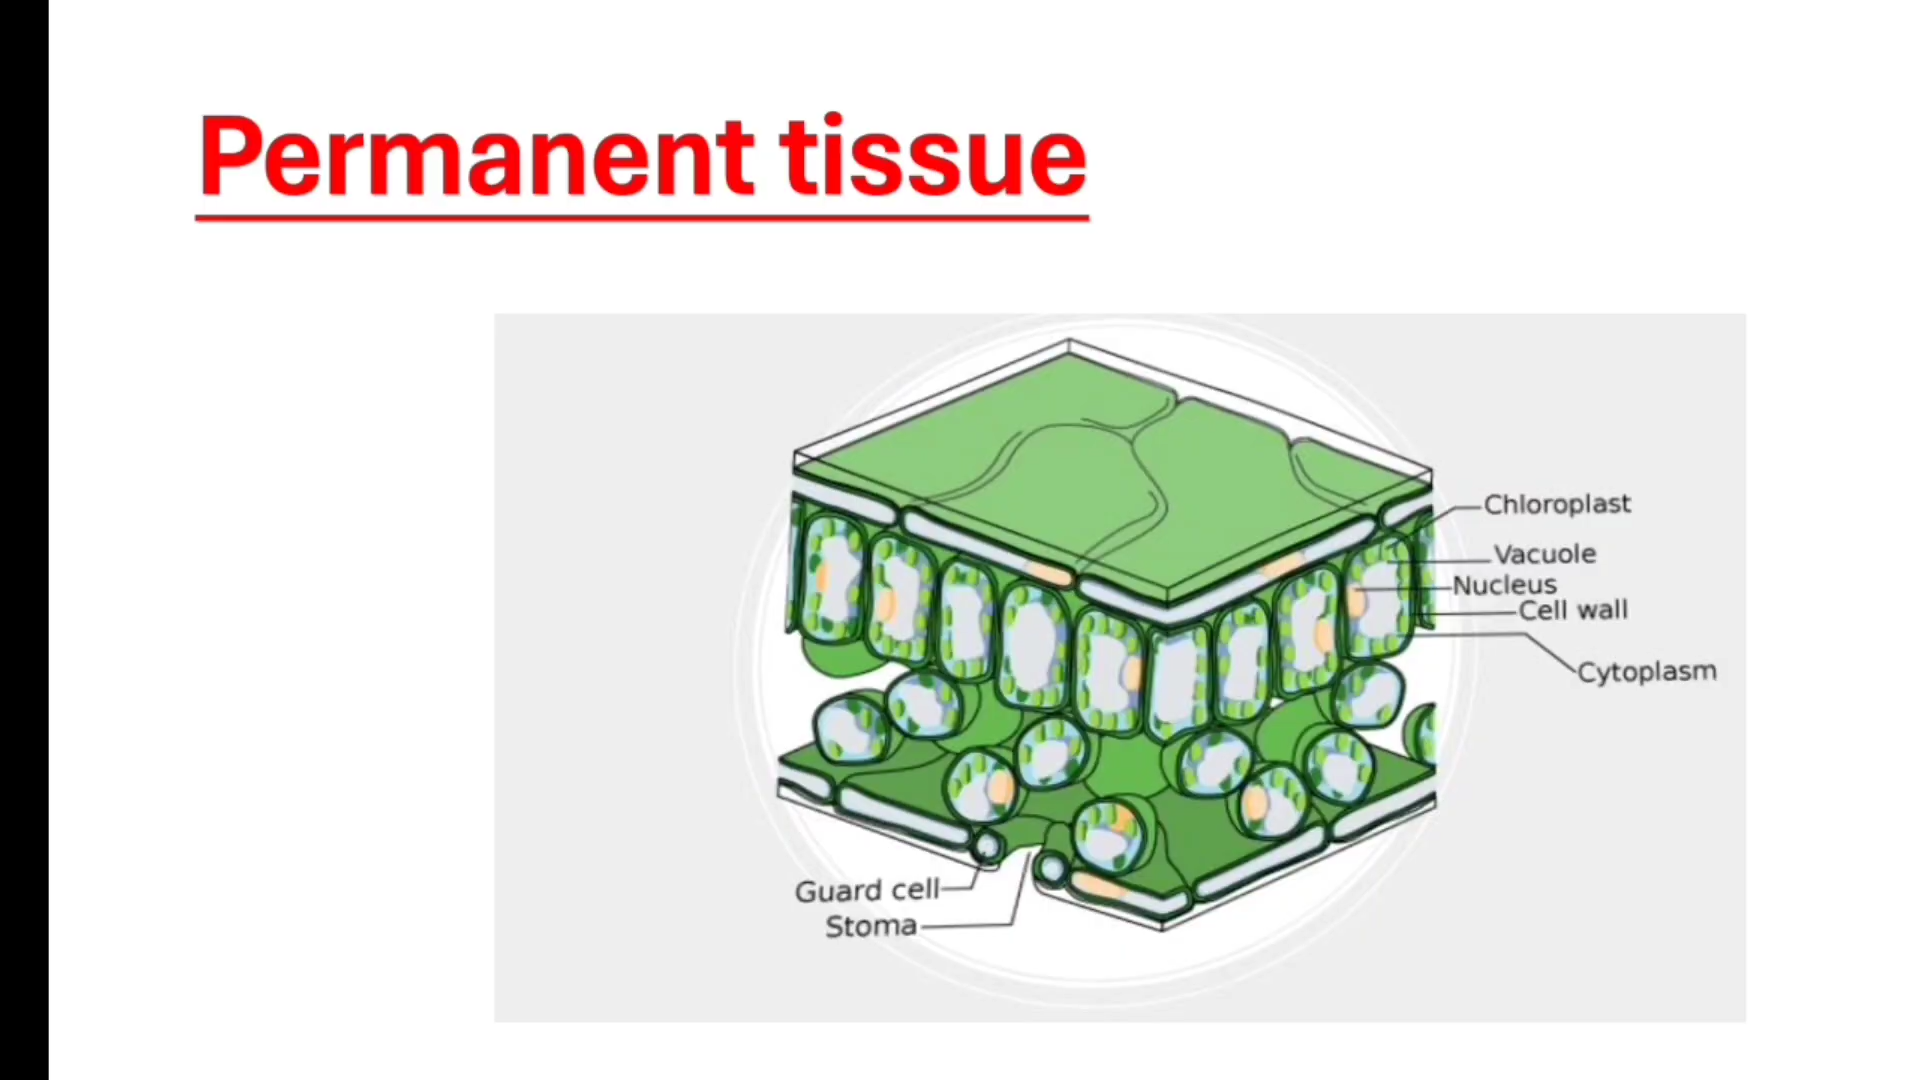 Permanent tissue
Chloroplast
Vacuole
Nucleus
Cell wall
Cytoplasm
Guard cell
Stoma